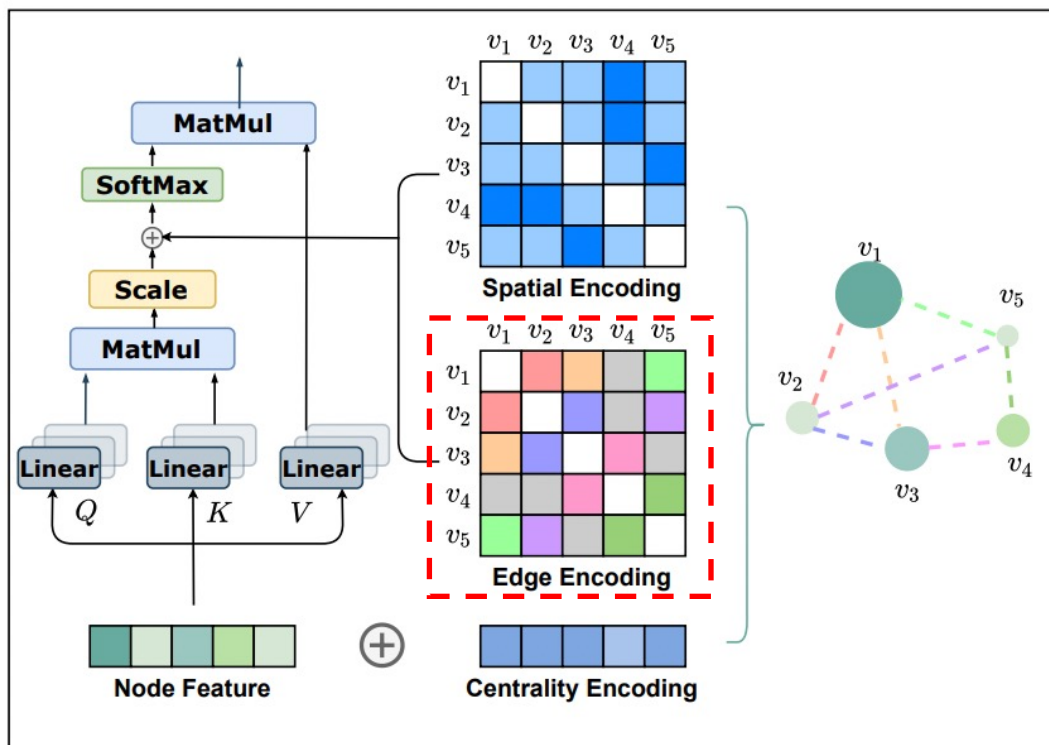 MatMul
SoftMax
+
Scale
MatMul
Linear
Linear
Linear
Q
K
V
Node Feature
+
v₁ v₂ v₃ v₄ v₅
v₁
v₂
v₃
v₄
v₅
Spatial Encoding
v₁ v₂ v₃ v₄ v₅
v₁
v₂
v₃
v₄
v₅
Edge Encoding
Centrality Encoding
v₁
v₅
v₂
v₄
v₃